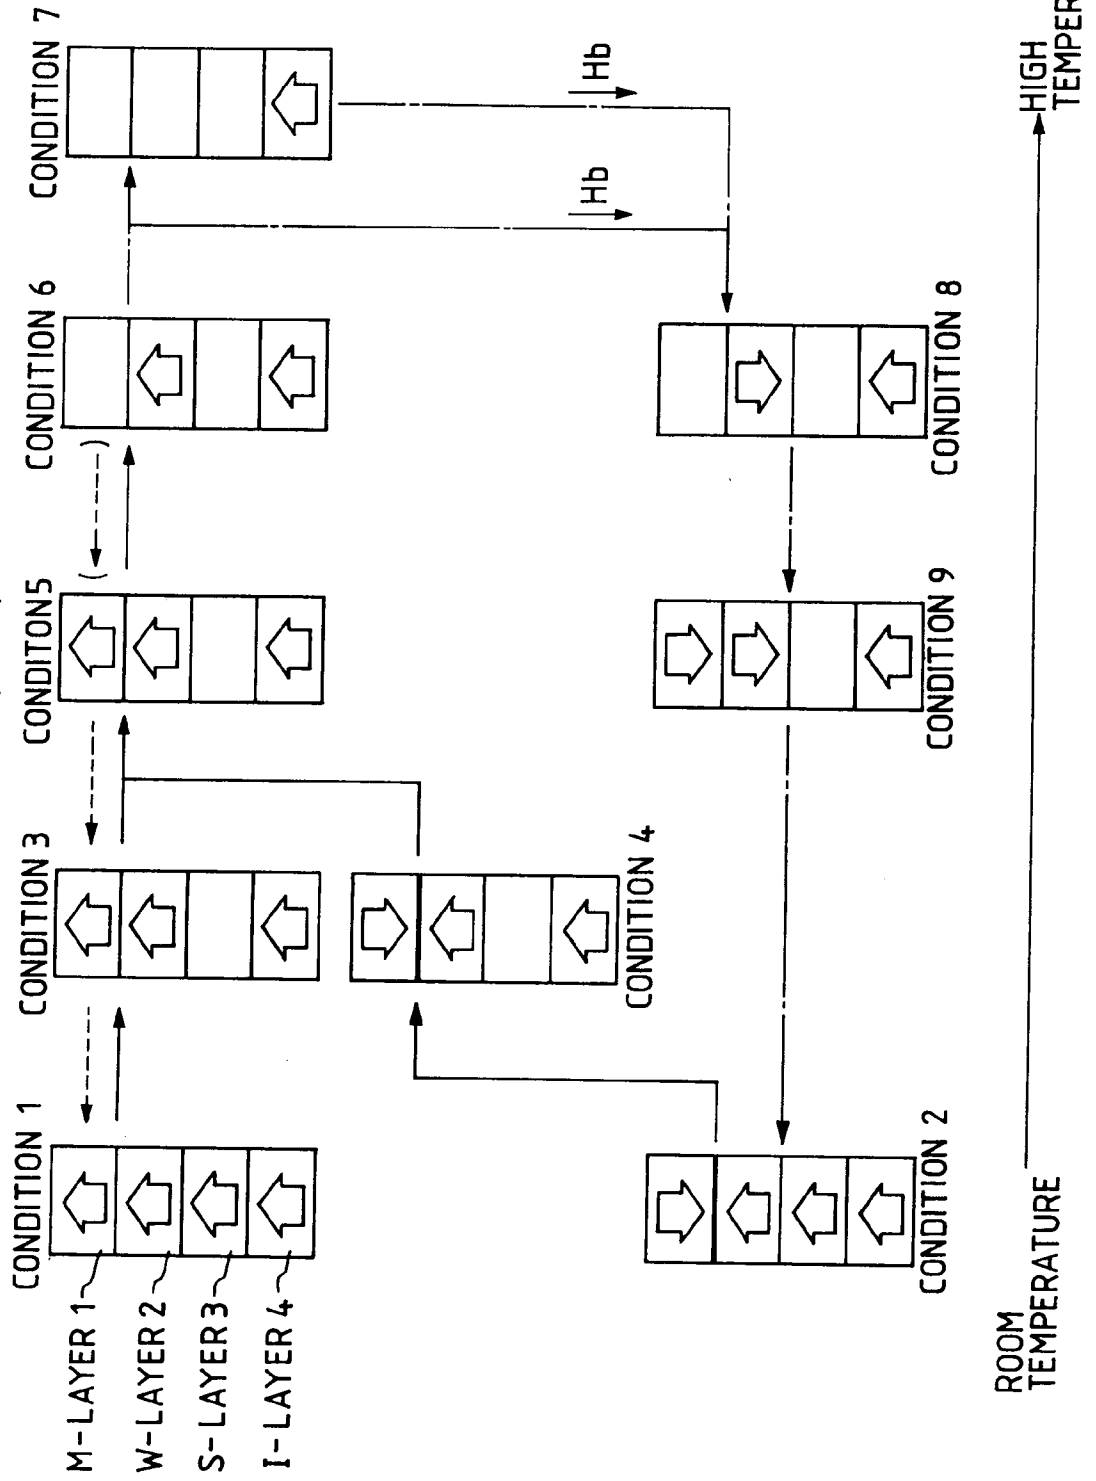 CONDITION 1
CONDITION 3
CONDITON5
CONDITION 6
CONDITION 7
M-LAYER 1
W-LAYER 2
S-LAYER 3
I-LAYER 4
Hb
Hb
CONDITION 4
CONDITION 2
CONDITION 9
CONDITION 8
ROOM
TEMPERATURE
HIGH